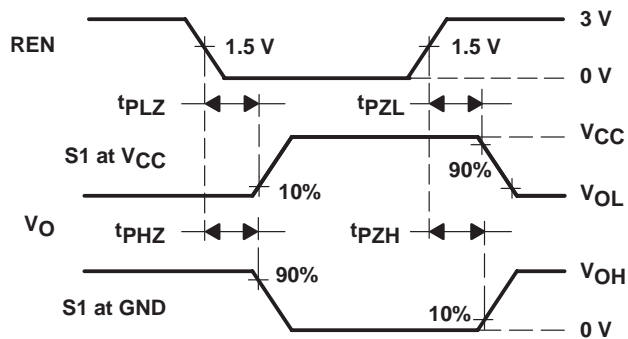 3 V
REN
1.5 V
1.5 V
0 V
tPLZ
tPZL
VCC
S1 at VCC
90%
10%
VOL
VO
tPHZ
tPZH
90%
VOH
S1 at GND
10%
0 V